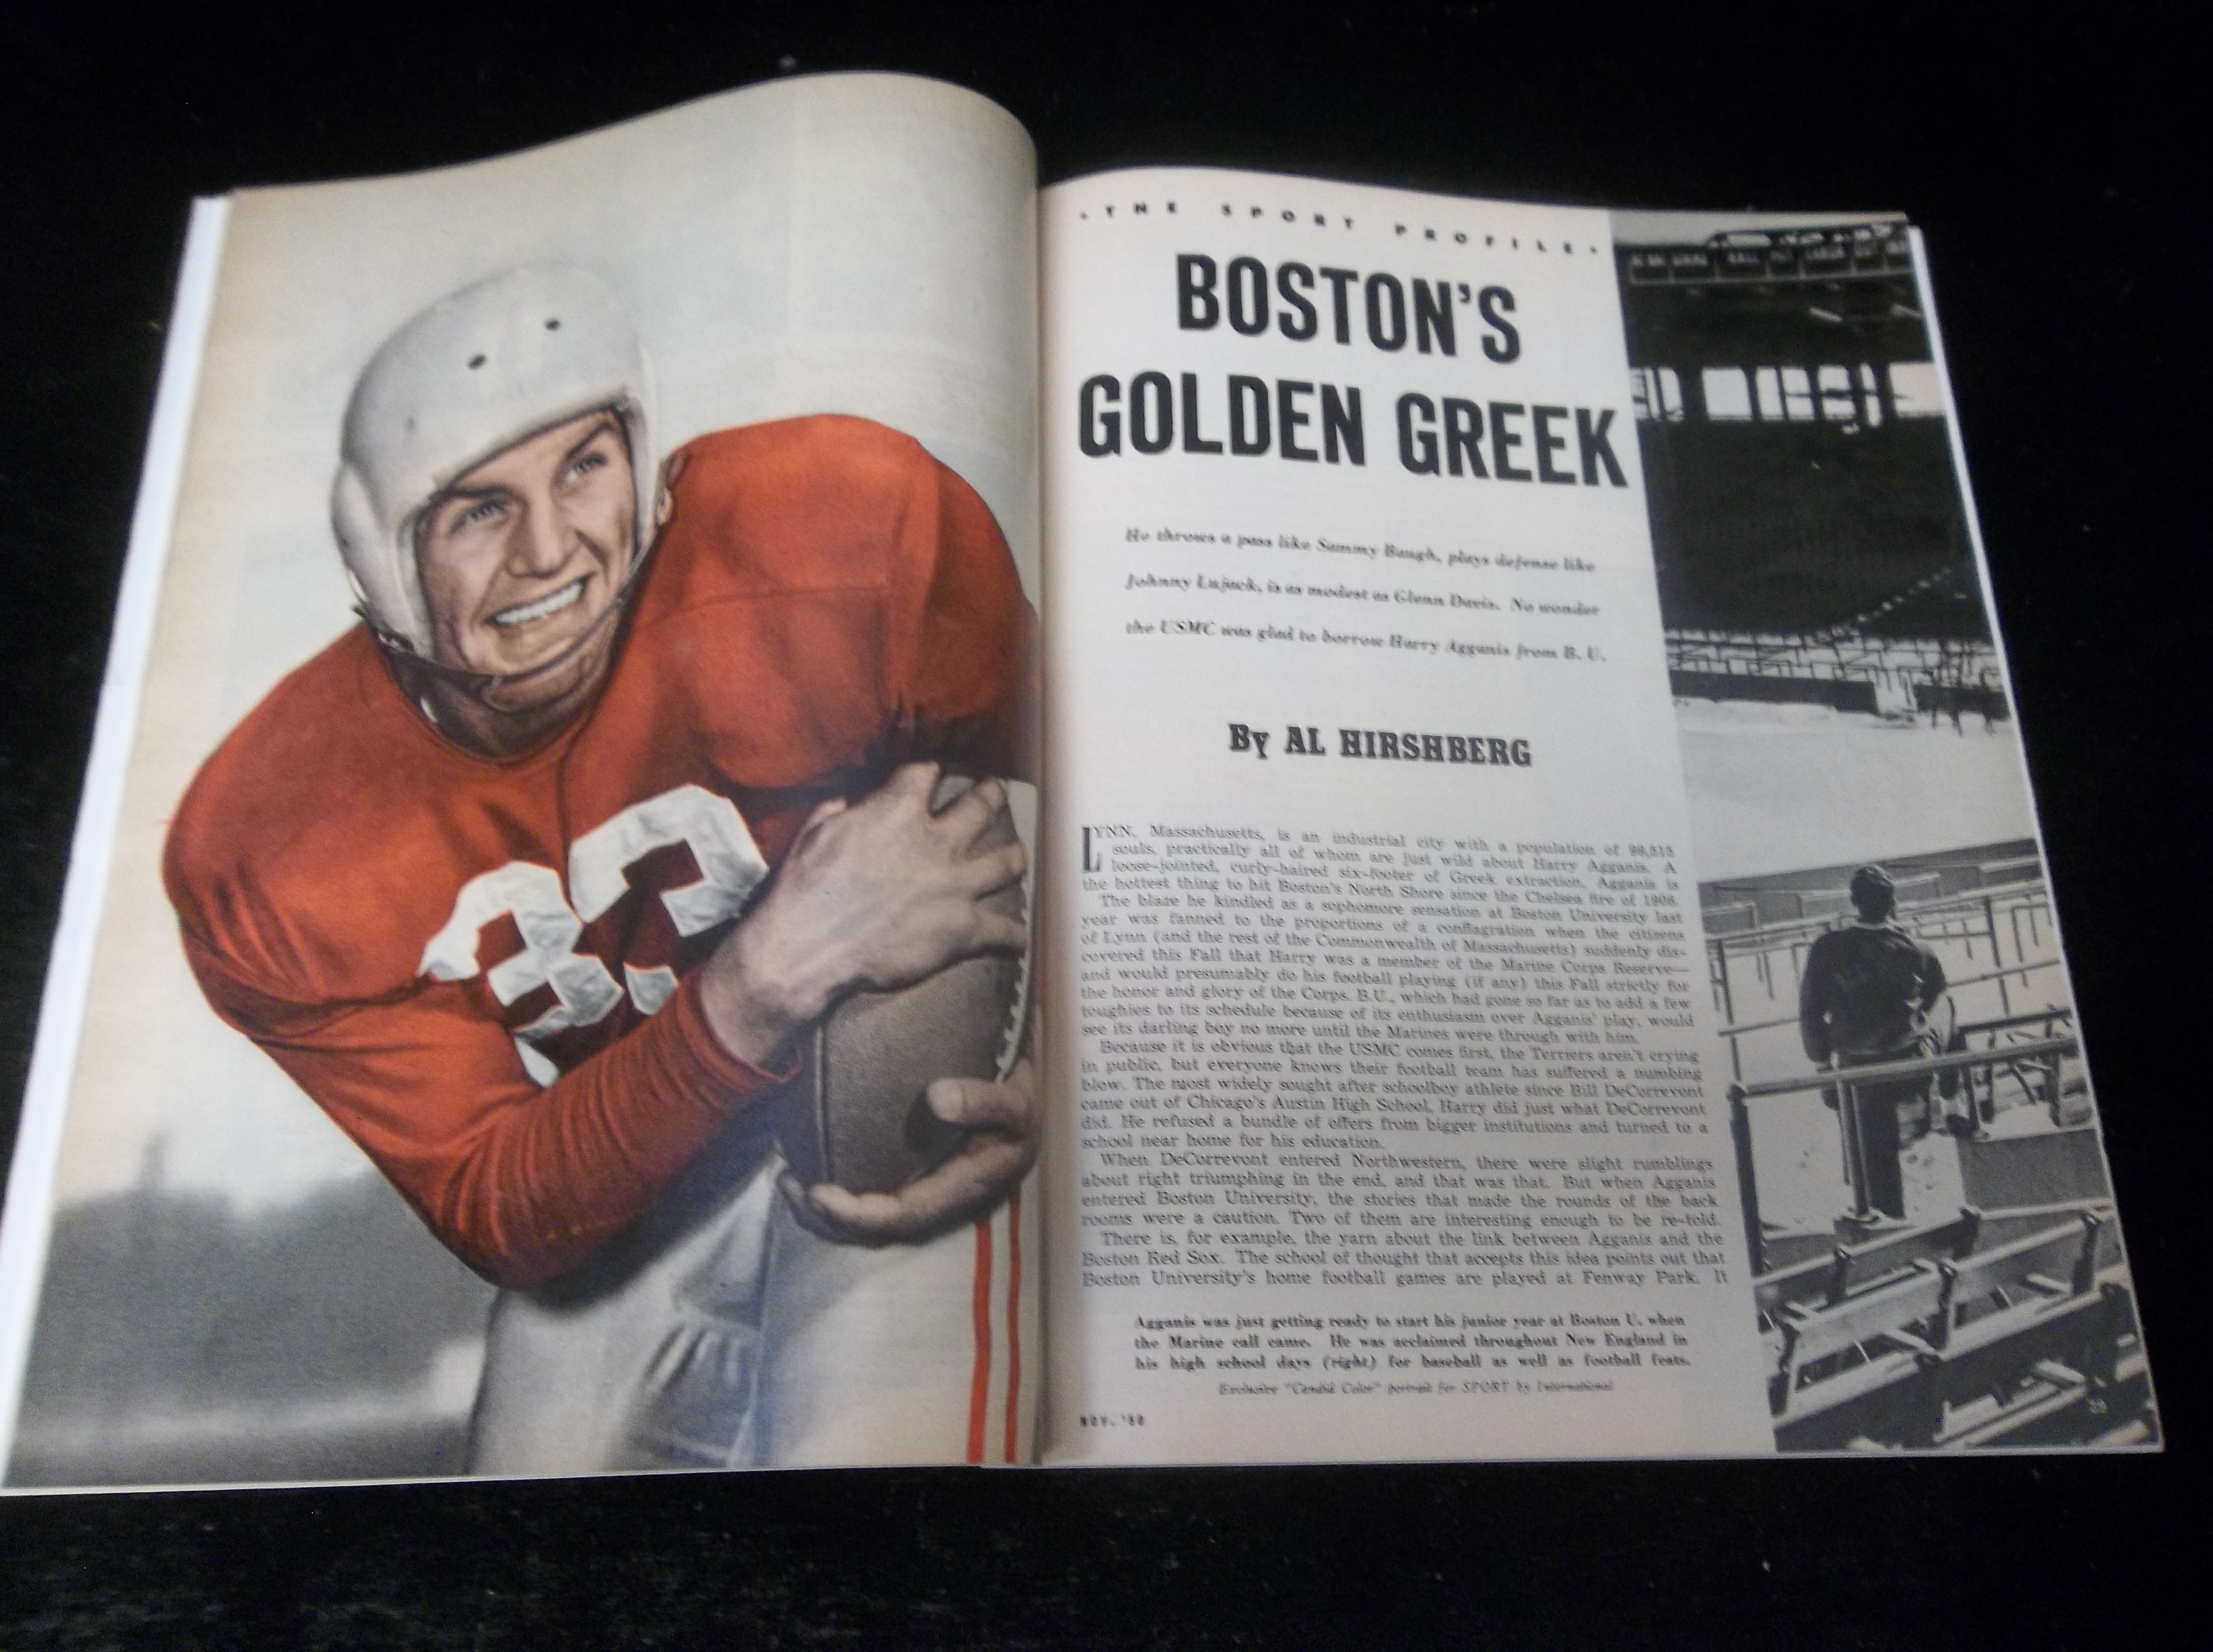 33
• THE SPORT PROFILE •
BOSTON'S
GOLDEN GREEK
He throws a pass like Sammy Baugh, plays defense like
Johnny Lujack, is as modest as Glenn Davis. No wonder
the USMC was glad to borrow Harry Agganis from B. U.
By AL HIRSHBERG
LYNN, Massachusetts, is an industrial city with a population of
souls, practically all of whom are just wild about Harry Agganis. A
loose-jointed, curly-haired six-footer of Greek extraction, Agganis is
the hottest thing to hit Boston's North Shore since the Chelsea fire of 1908.
The blaze he kindled as a sophomore sensation at Boston University last
year was fanned to the proportions of a conflagration when the citizens
of Lynn (and the rest of the Commonwealth of Massachusetts) suddenly dis-
covered this Fall that Harry was a member of the Marine Corps Reserve—
and would presumably do his football playing (if any) this Fall strictly for
the honor and glory of the Corps. B.U., which had gone so far as to add a few
toughies to its schedule because of its enthusiasm over Agganis' play, would
see its darling boy no more until the Marines were through with him.
Because it is obvious that the USMC comes first, the Terriers aren't crying
in public, but everyone knows their football team has suffered a numbing
blow. The most widely sought after schoolboy athlete since Bill DeCorrevont
came out of Chicago's Austin High School, Harry did just what DeCorrevont
did. He refused a bundle of offers from bigger institutions and turned to a
school near home for his education.
When DeCorrevont entered Northwestern, there were slight rumblings
about right triumphing in the end, and that was that. But when Agganis
entered Boston University, the stories that made the rounds of the back
rooms were a caution. Two of them are interesting enough to be re-told.
There is, for example, the yarn about the link between Agganis and the
Boston Red Sox. The school of thought that accepts this idea points out that
Boston University's home football games are played at Fenway Park. It
Agganis was just getting ready to start his junior year at Boston U. when
the Marine call came. He was acclaimed throughout New England in
his high school days (right) for baseball as well as football feats.
Exclusive "Candid Color" portrait for SPORT by International
NOV. '50